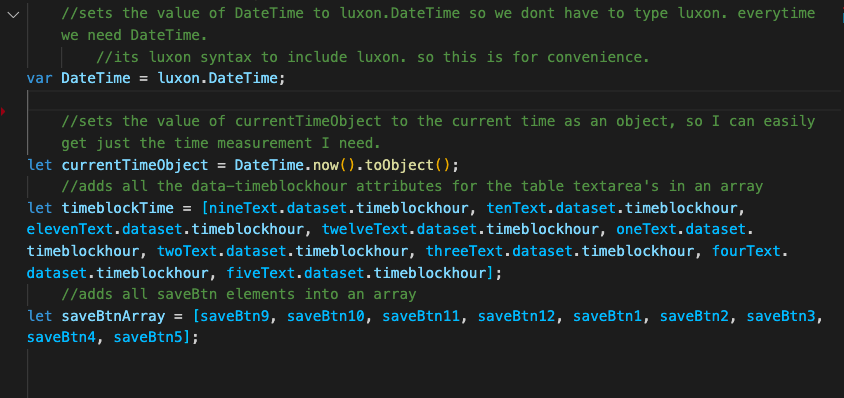 //sets the value of DateTime to luxon.DateTime so we dont have to type luxon. everytime
we need DateTime.
//its luxon syntax to include luxon. so this is for convenience.
var DateTime = luxon.DateTime;
//sets the value of currentTimeObject to the current time as an object, so I can easily
get just the time measurement I need.
let currentTimeObject = DateTime.now().toObject();
//adds all the data-timeblockhour attributes for the table textarea's in an array
let timeblockTime = [nineText.dataset.timeblockhour, tenText.dataset.timeblockhour,
elevenText.dataset.timeblockhour, twelveText.dataset.timeblockhour, oneText.dataset.
timeblockhour, twoText.dataset.timeblockhour, threeText.dataset.timeblockhour, fourText.
dataset.timeblockhour, fiveText.dataset.timeblockhour];
//adds all saveBtn elements into an array
let saveBtnArray = [saveBtn9, saveBtn10, saveBtn11, saveBtn12, saveBtn1, saveBtn2, saveBtn3,
saveBtn4, saveBtn5];